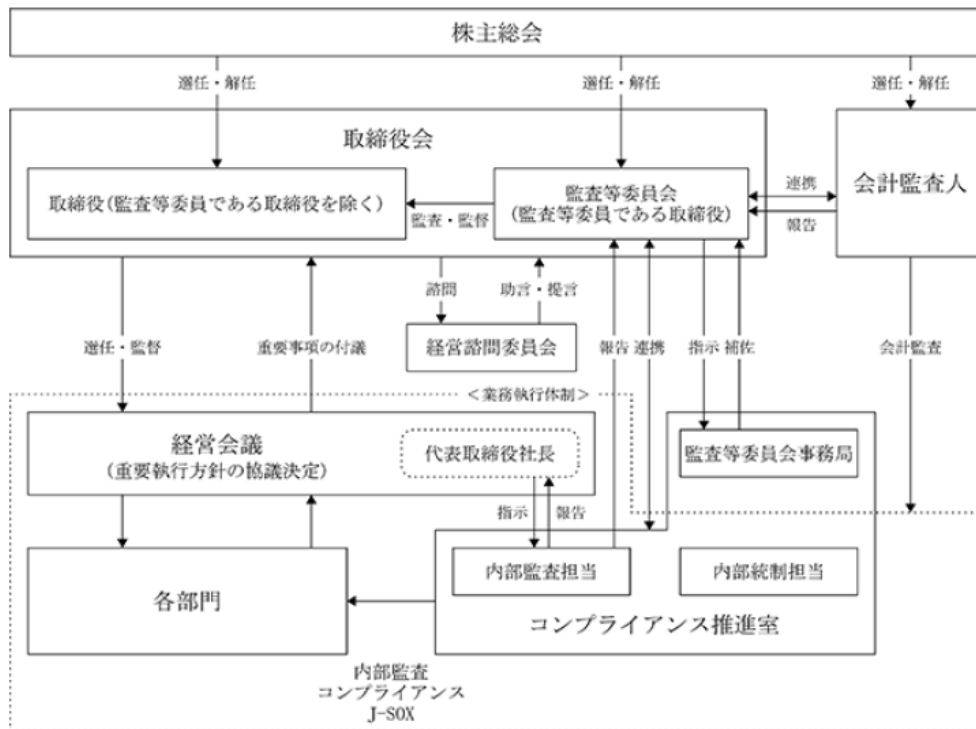 株主総会
選任・解任
選任・解任
選任・解任
取締役会
会計監査人
取締役(監査等委員である取締役を除く)
監査・監督
監査等委員会
(監査等委員である取締役)
連携
報告
諮問
助言・提言
経営諮問委員会
選任・監督
重要事項の付議
報告
連携
指示
補佐
会計監査
＜業務執行体制＞
経営会議
(重要執行方針の協議決定)
代表取締役社長
監査等委員会事務局
指示
報告
各部門
内部監査担当
内部統制担当
コンプライアンス推進室
内部監査
コンプライアンス
J-SOX